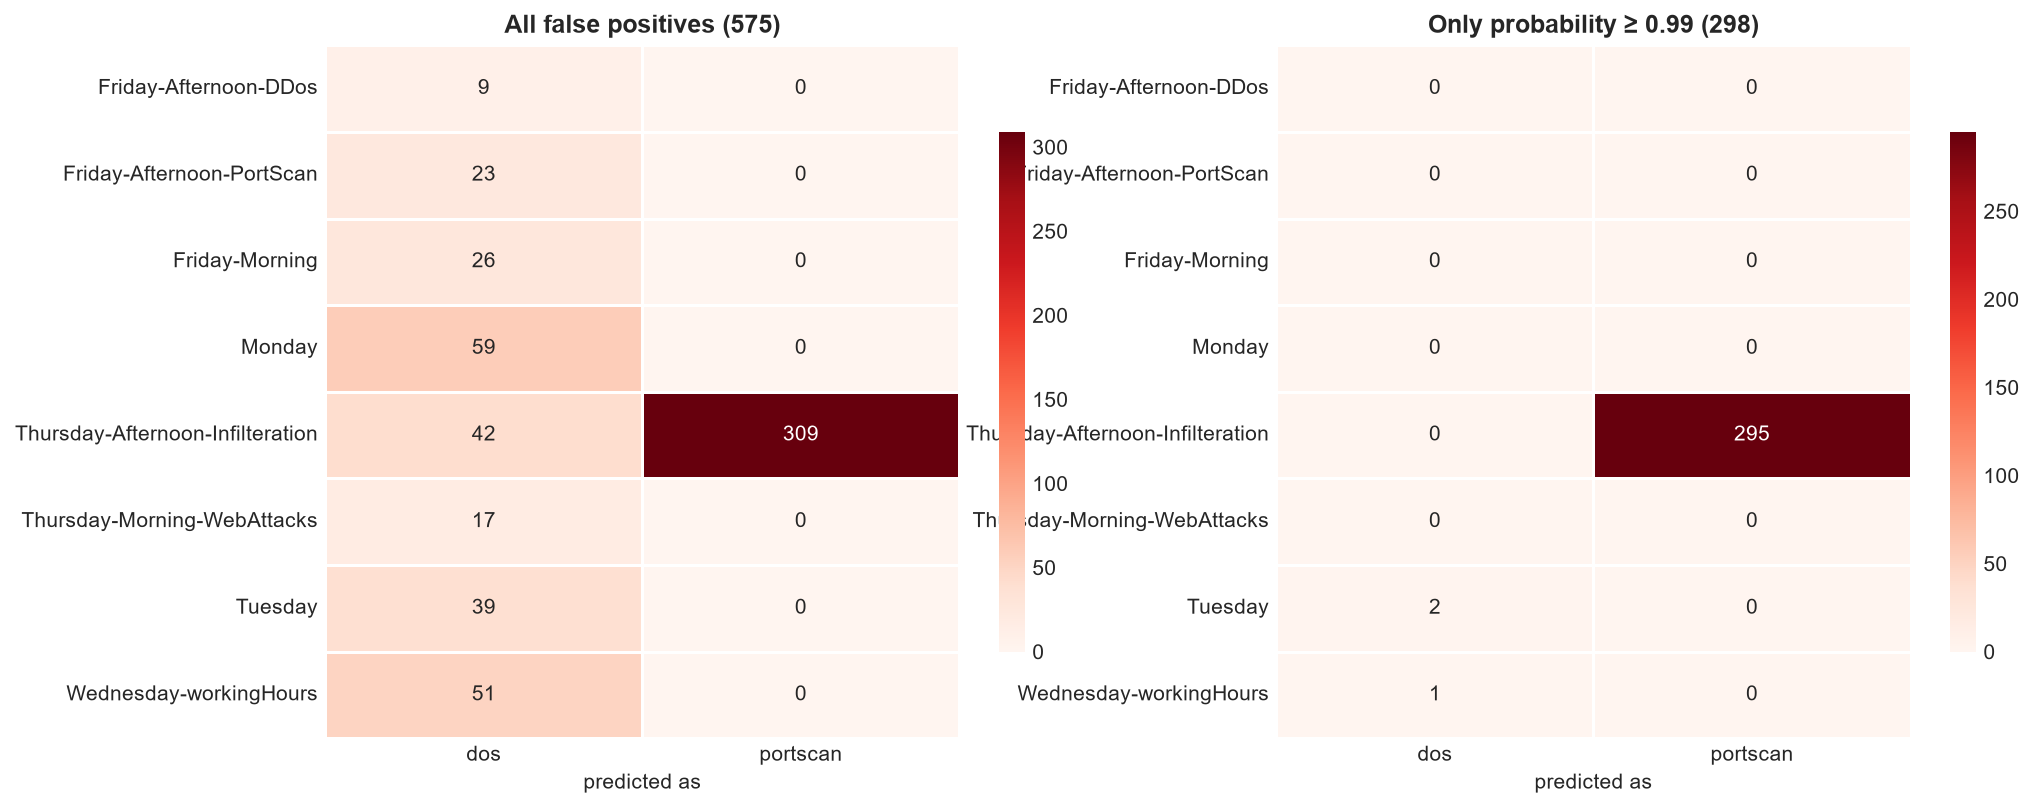 All false positives (575)
Friday-Afternoon-DDos 9 0
Friday-Afternoon-PortScan 23 0
Friday-Morning 26 0
Monday 59 0
Thursday-Afternoon-Infilteration 42 309
Thursday-Morning-WebAttacks 17 0
Tuesday 39 0
Wednesday-workingHours 51 0
dos portscan
predicted as
300
250
200
150
100
50
0
Only probability ≥ 0.99 (298)
Friday-Afternoon-DDos 0 0
Friday-Afternoon-PortScan 0 0
Friday-Morning 0 0
Monday 0 0
Thursday-Afternoon-Infilteration 0 295
Thursday-Morning-WebAttacks 0 0
Tuesday 2 0
Wednesday-workingHours 1 0
dos portscan
predicted as
250
200
150
100
50
0